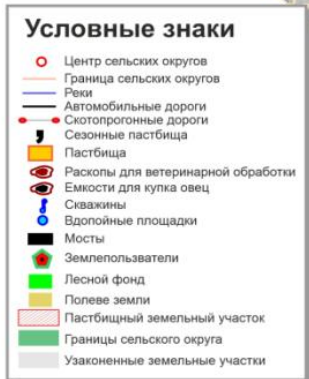 Условные знаки
Центр сельских округов
Граница сельских округов
Реки
Автомобильные дороги
Скотопрогонные дороги
Сезонные пастбища
Пастбища
Расколы для ветеринарной обработки
Емкости для купка овец
Скважины
Вдопойные площадки
Мосты
Землепользватели
Лесной фонд
Полеве земли
Пастбищный земельный участок
Границы сельского округа
Узаконенные земельные участки